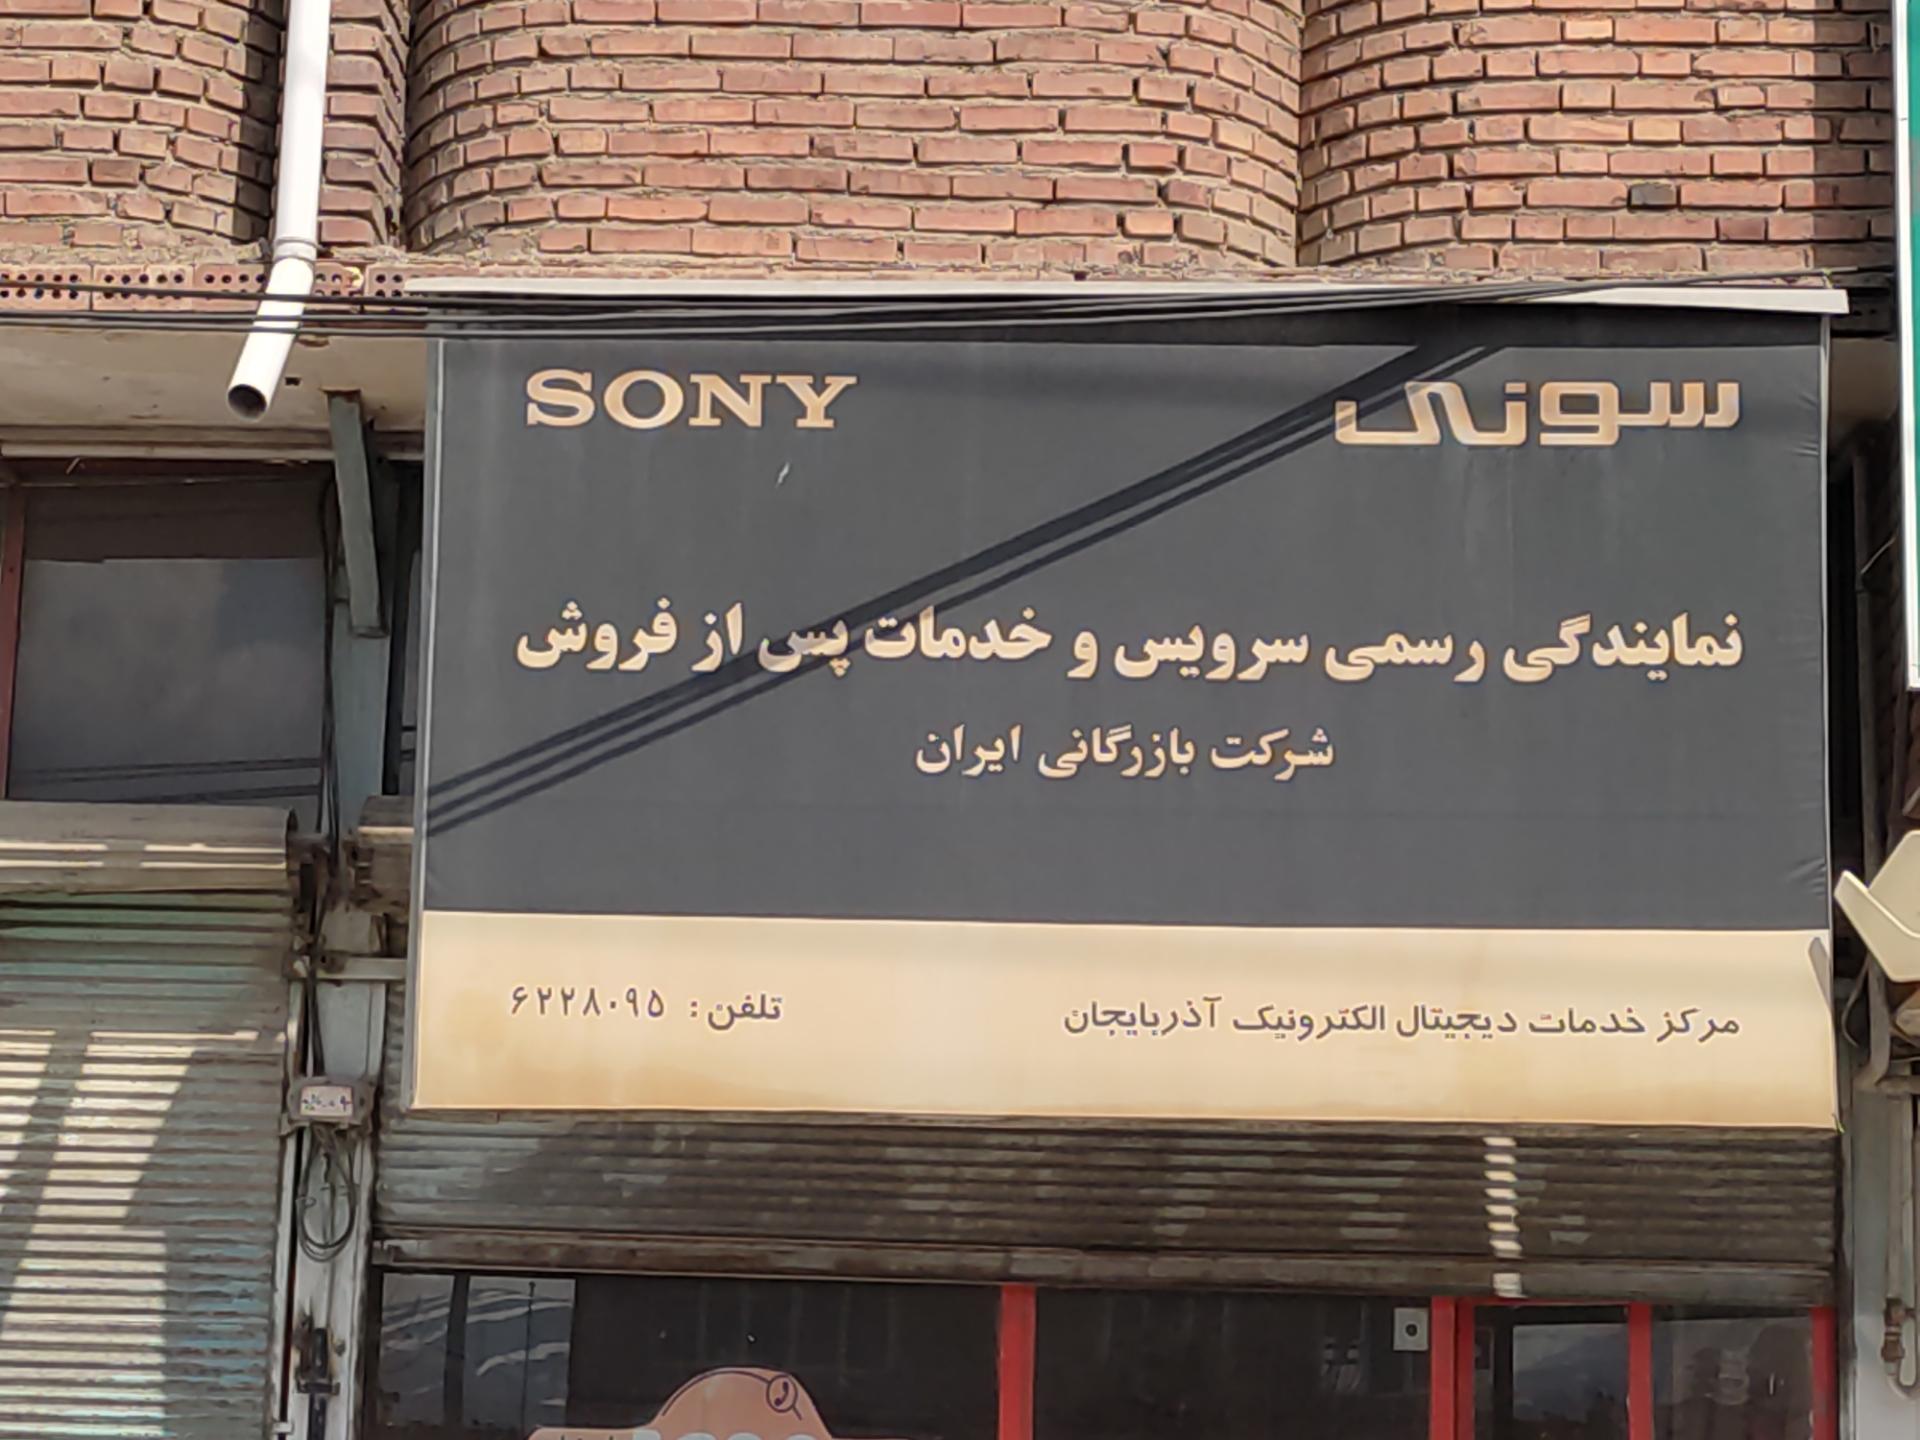 سونی SONY
نمایندگی رسمی سرویس و خدمات پس از فروش
شرکت بازرگانی ایران
مرکز خدمات دیجیتال الکترونیک آذربایجان تلفن: ۶۲۲۸۰۹۵